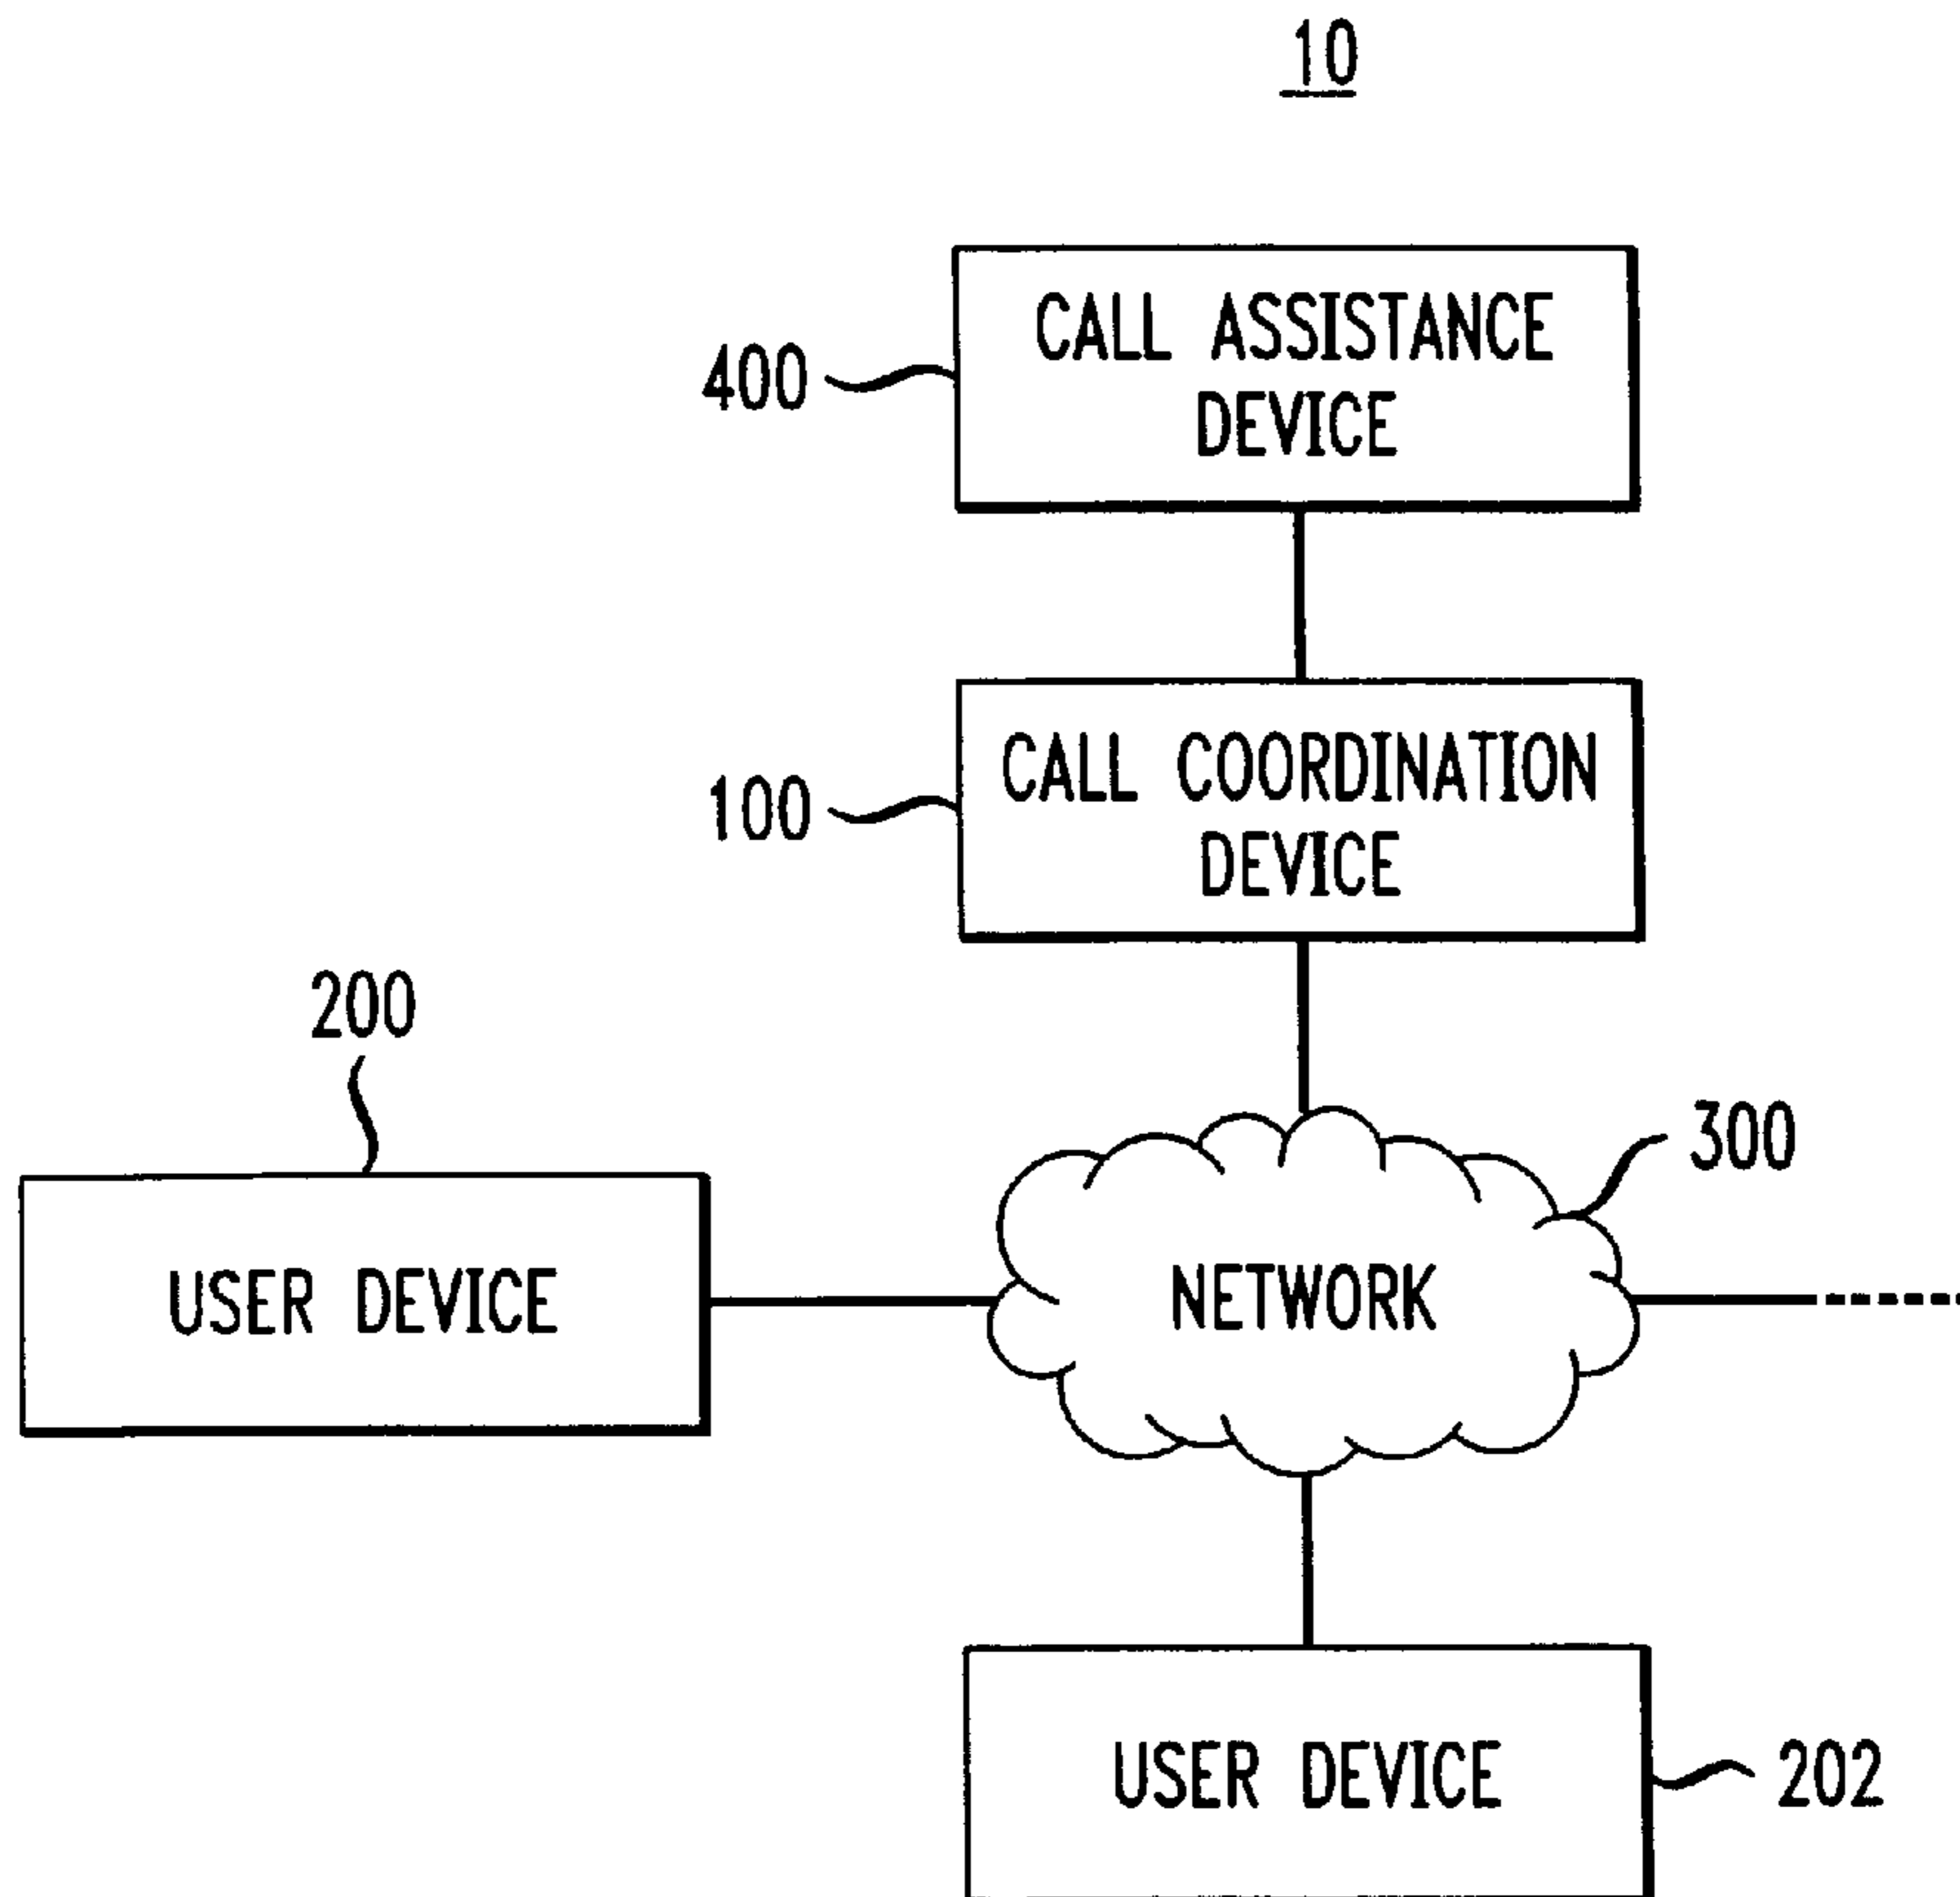 10
CALL ASSISTANCE
DEVICE
400
CALL COORDINATION
DEVICE
100
200
300
USER DEVICE
NETWORK
USER DEVICE
202